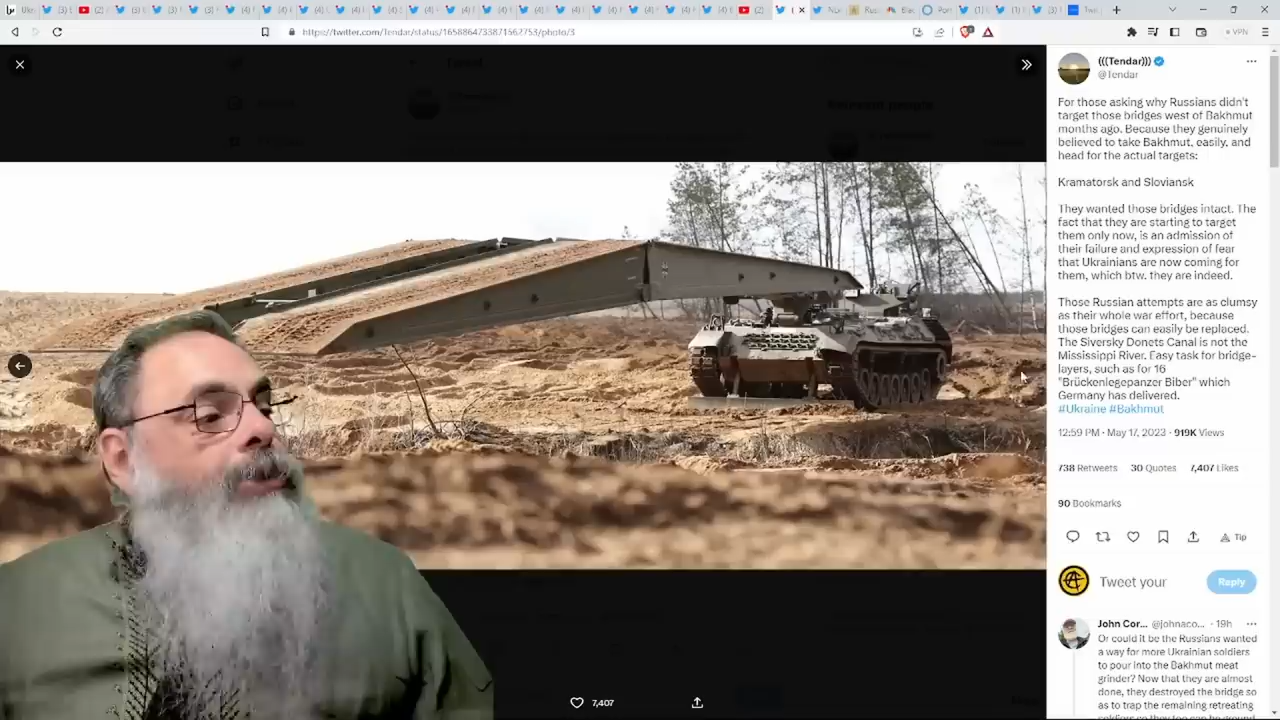 https://twitter.com/Tendar/status/1658864733871562753/photo/3
VPN
(((Tendar)))
@Tendar
For those asking why Russians didn't
target those bridges west of Bakhmut
months ago. Because they genuinely
believed to take Bakhmut, easily, and
head for the actual targets:
Kramatorsk and Sloviansk
They wanted those bridges intact. The
fact that they are starting to target
them only now, is an admission of
their failure and expression of fear
that Ukrainians are now coming for
them, which btw. they are indeed.
Those Russian attempts are as clumsy
as their whole war effort, because
those bridges can easily be replaced.
The Siversky Donets Canal is not the
Mississippi River. Easy task for bridge-
layers, such as for 16
"Brückenlegepanzer Biber" which
Germany has delivered.
#Ukraine #Bakhmut
12:59 PM · May 17, 2023 · 919K Views
738 Retweets 30 Quotes 7,407 Likes
90 Bookmarks
Tip
Tweet your
Reply
John Cor... @johnaco... · 19h
Or could it be the Russians wanted
a way for more Ukrainian soldiers
to pour into the Bakhmut meat
grinder? Now that they are almost
done, they destroyed the bridge so
as to trap the remaining retreating
7,407